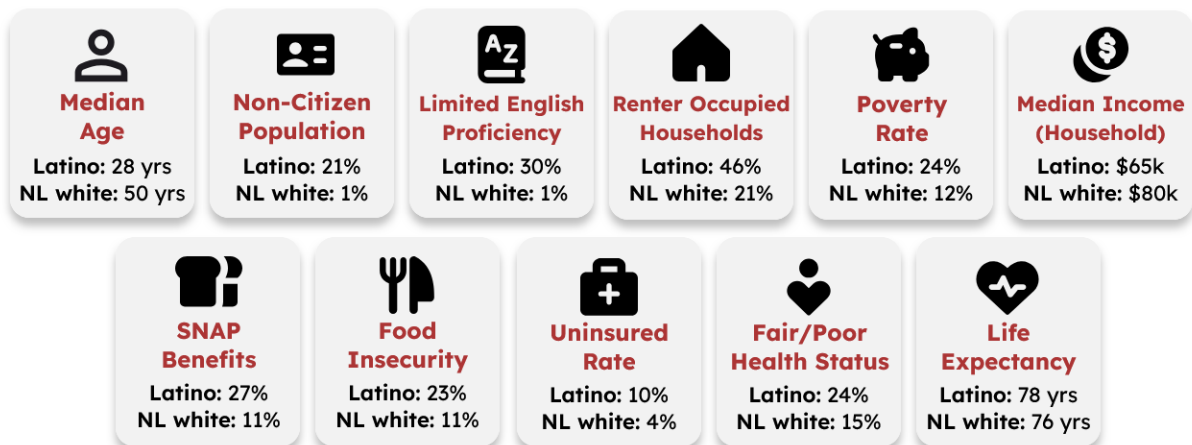 A Z
$
Median
Age
Latino: 28 yrs
NL white: 50 yrs
Non-Citizen
Population
Latino: 21%
NL white: 1%
Limited English
Proficiency
Latino: 30%
NL white: 1%
Renter Occupied
Households
Latino: 46%
NL white: 21%
Poverty
Rate
Latino: 24%
NL white: 12%
Median Income
(Household)
Latino: $65k
NL white: $80k
SNAP
Benefits
Latino: 27%
NL white: 11%
Food
Insecurity
Latino: 23%
NL white: 11%
Uninsured
Rate
Latino: 10%
NL white: 4%
Fair/Poor
Health Status
Latino: 24%
NL white: 15%
Life
Expectancy
Latino: 78 yrs
NL white: 76 yrs